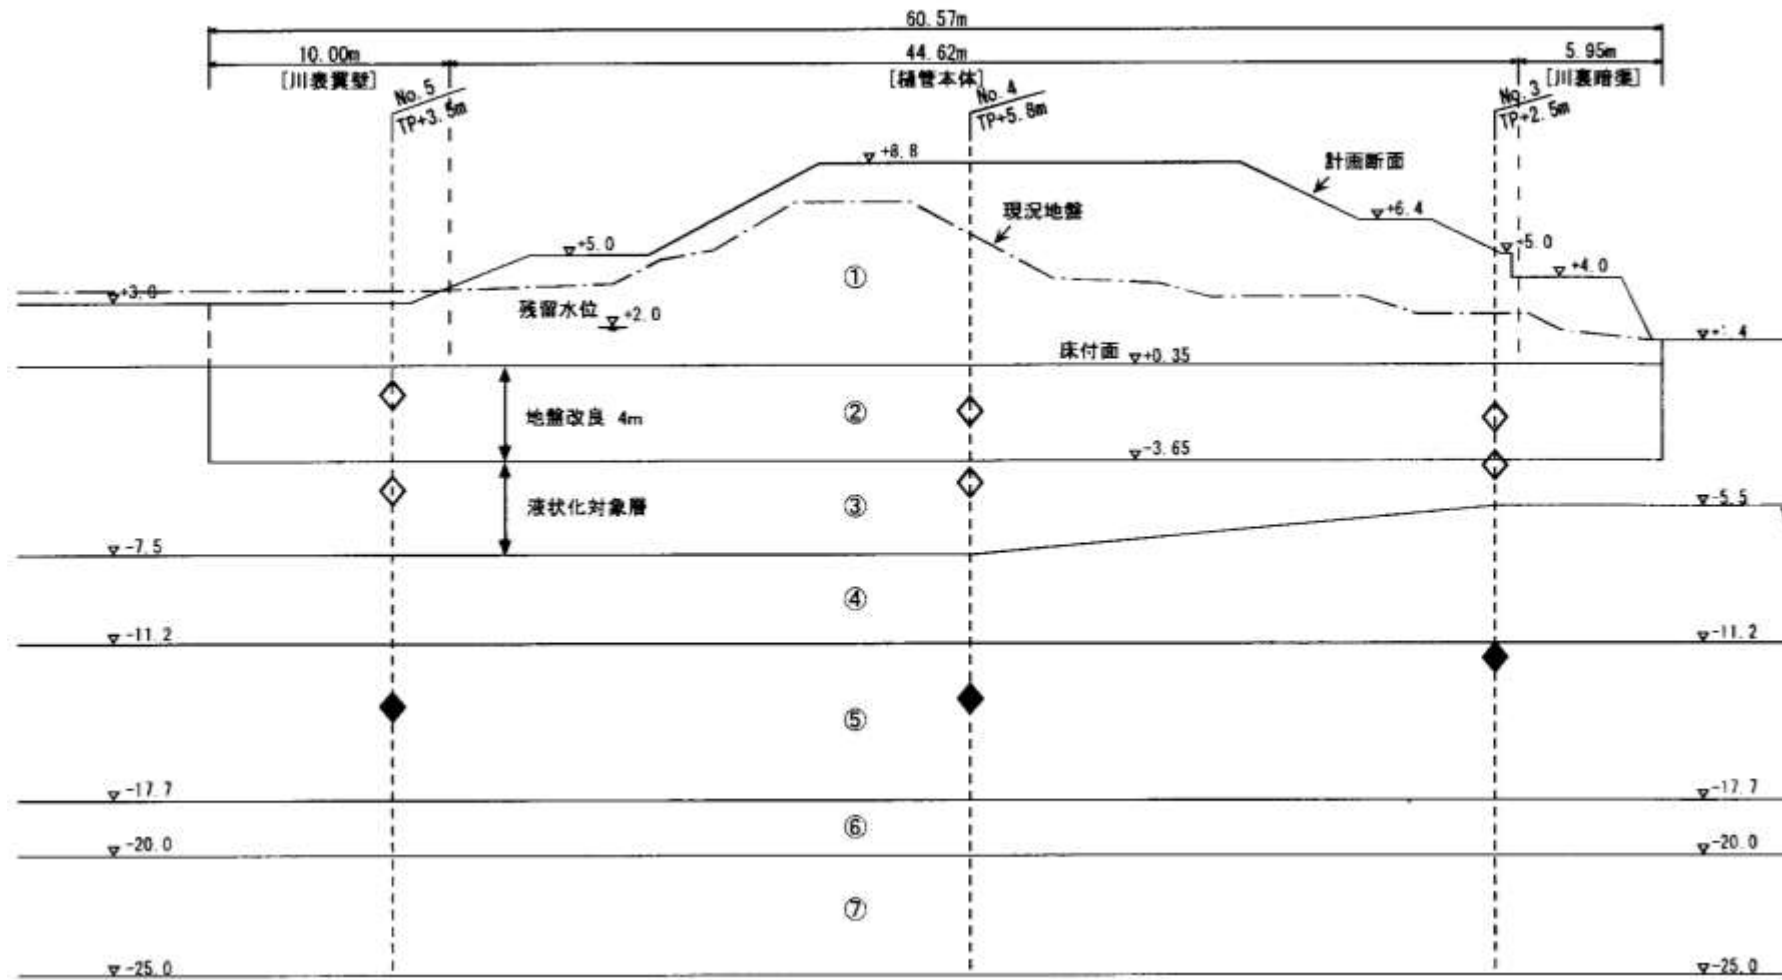 60.57m
10.00m
44.62m
5.95m
[川表翼壁]
[樋管本体]
[川裏暗渠]
No.5
TP+3.5m
No.4
TP+5.8m
No.3
TP+2.5m
+8.8
計画断面
現況地盤
+6.4
+5.0
+5.0
①
+4.0
+3.0
残留水位
+2.0
床付面
+0.35
地盤改良 4m
②
-3.65
液状化対象層
③
-5.5
-7.5
④
-11.2
-11.2
⑤
-17.7
-17.7
⑥
-20.0
-20.0
⑦
-25.0
-25.0